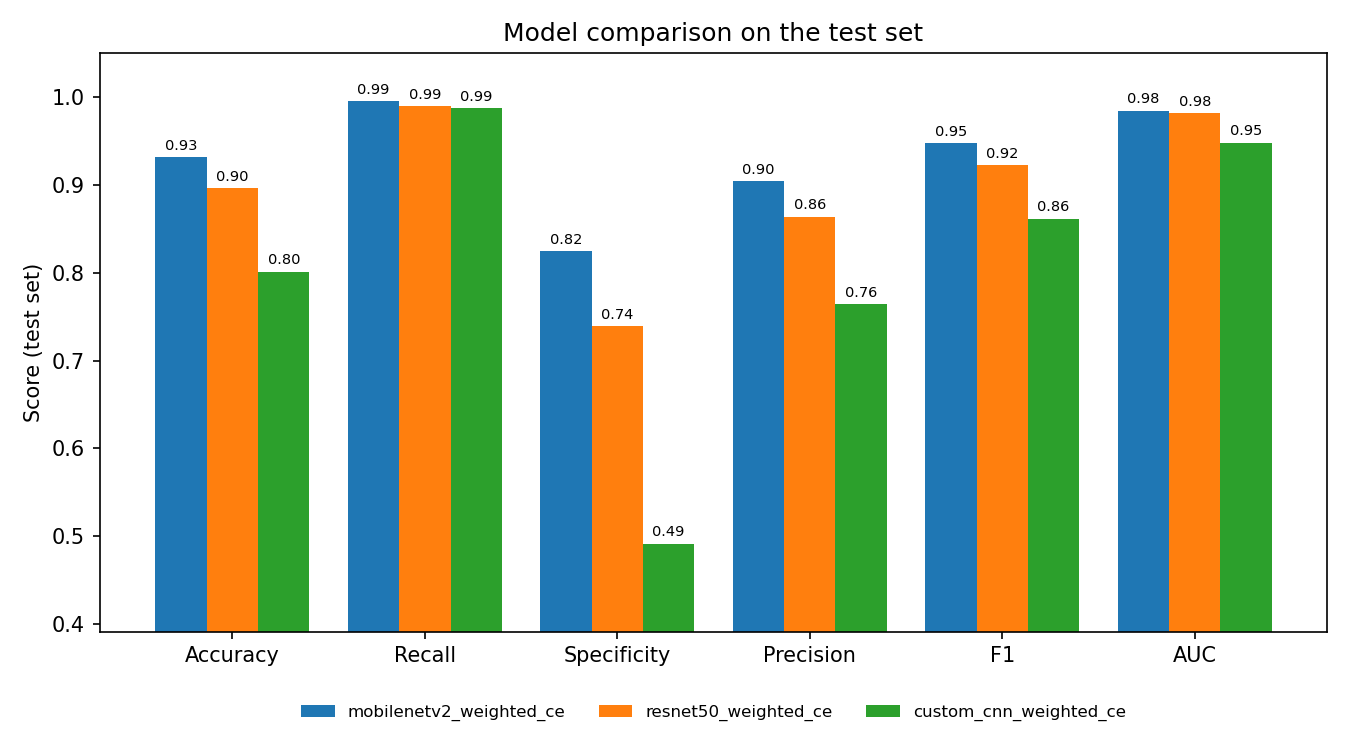 Model comparison on the test set
Score (test set)
1.0
0.9
0.8
0.7
0.6
0.5
0.4
0.93
0.90
0.80
0.99
0.99
0.99
0.82
0.74
0.49
0.90
0.86
0.76
0.95
0.92
0.86
0.98
0.98
0.95
Accuracy
Recall
Specificity
Precision
F1
AUC
mobilenetv2_weighted_ce
resnet50_weighted_ce
custom_cnn_weighted_ce